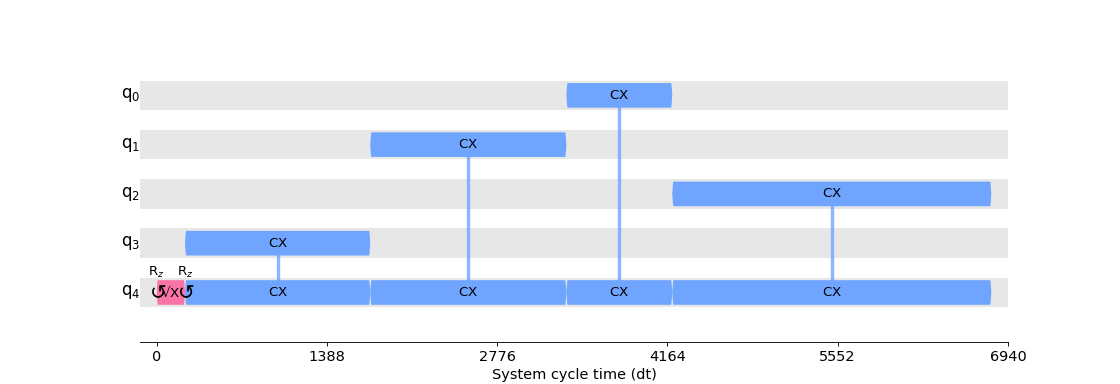 q0
CX
q1
CX
q2
CX
q3
CX
Rz Rz
q4 √x CX CX CX CX
0 1388 2776 4164 5552 6940
System cycle time (dt)